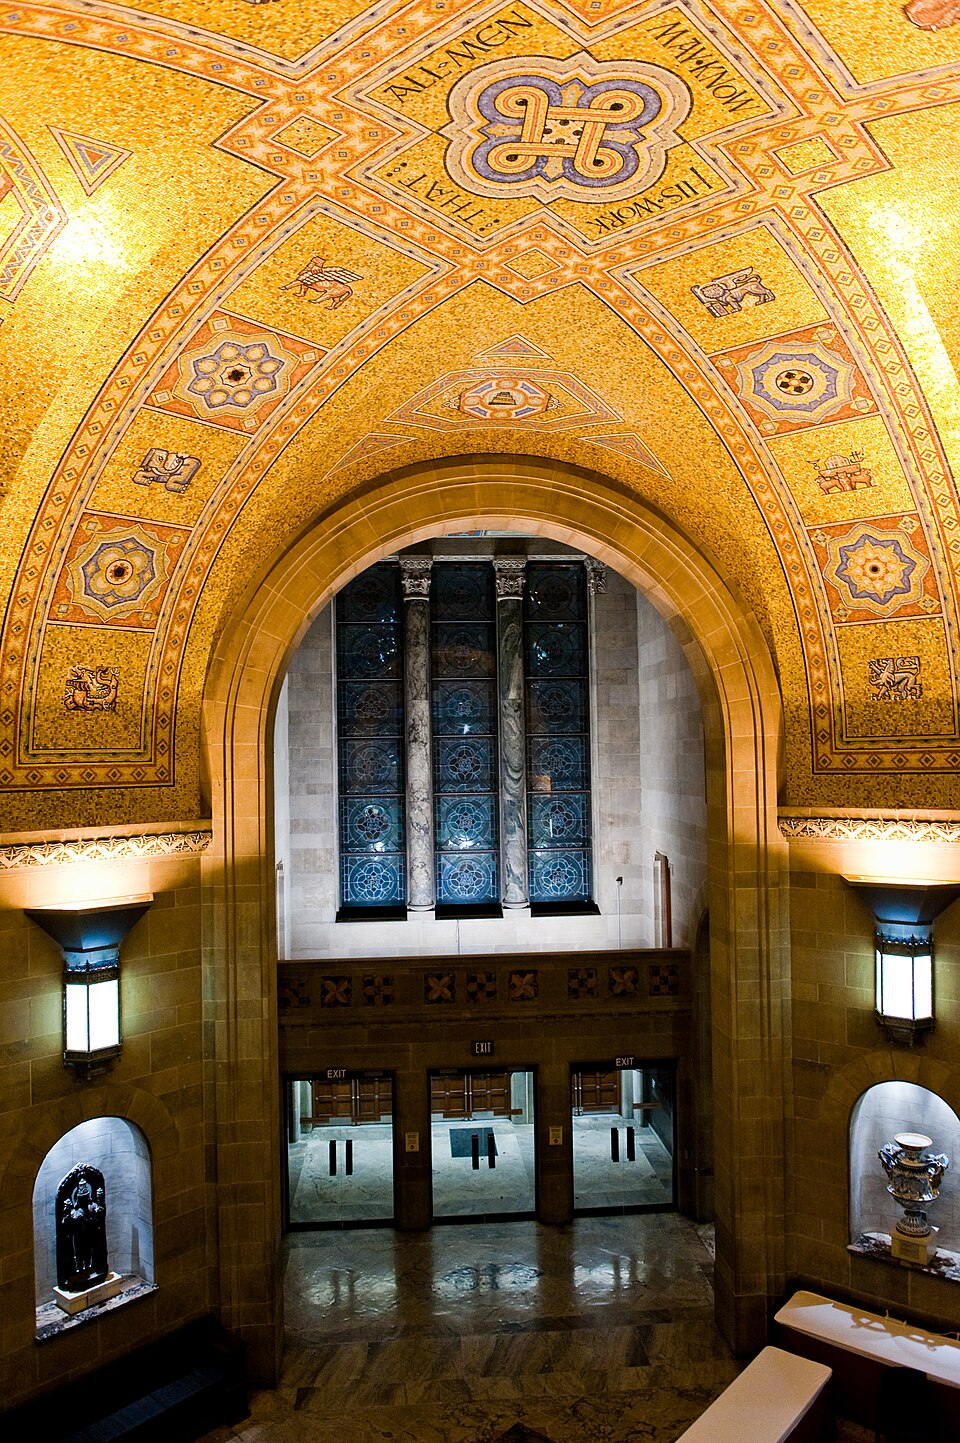 THAT
ALL·MEN
MAY·KNOW
HIS·WORK
EXIT
EXIT
EXIT